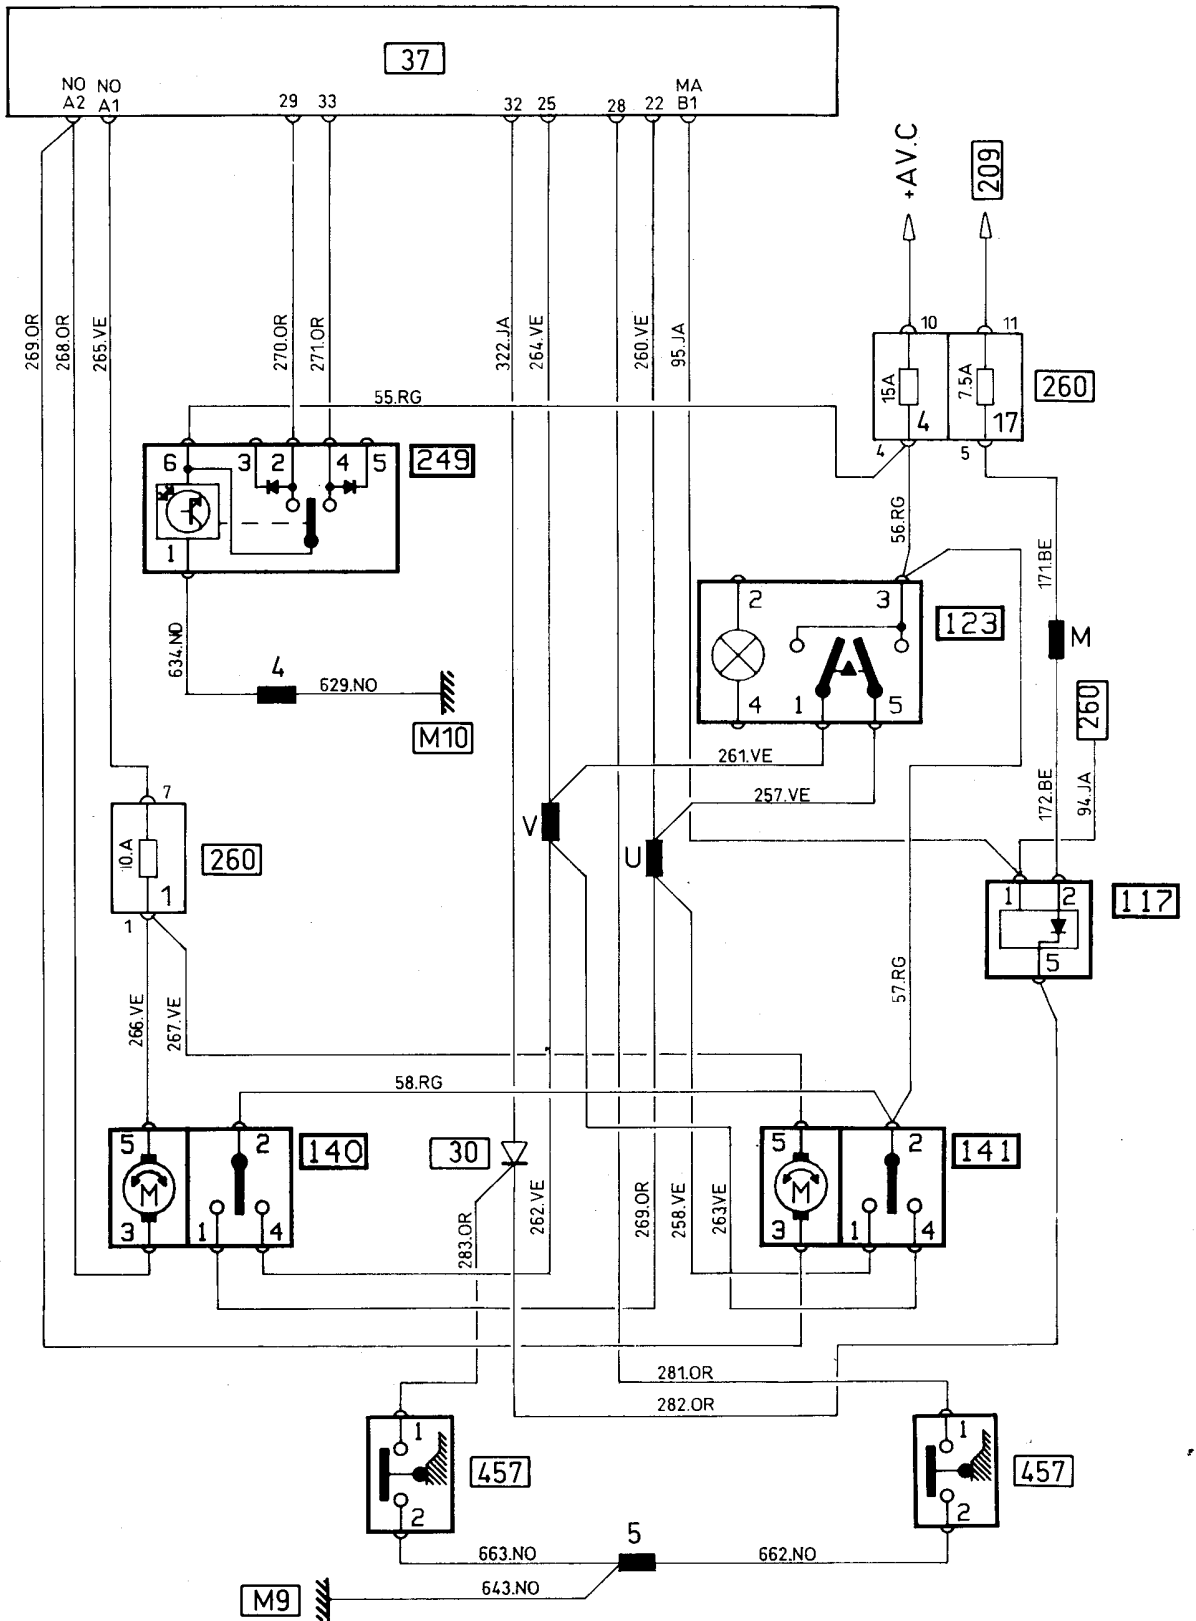 37
NO NO MA
A2 A1 29 33 32 25 28 22 B1
+AV.C
209
269.OR
268.OR
265.VE
270.OR
271.OR
322.JA
264.VE
260.VE
95.JA
10 11
15A 7.5A
260
4 17
4 5
55.RG
6 3 2 4 5
249
1
56.RG
171.BE
2 3
123
M
634.NO
4
629.NO
M10
4 1 5
260
261.VE
257.VE
172.BE
94.JA
7
10.A
260
1
1
V
U
1 2
117
5
266.VE
267.VE
57.RG
58.RG
5 2
140
M
3 1 4
30
283.OR
262.VE
269.OR
258.VE
263.VE
5 2
141
M
3 1 4
281.OR
282.OR
1
457
2
1
457
2
5
663.NO
662.NO
643.NO
M9